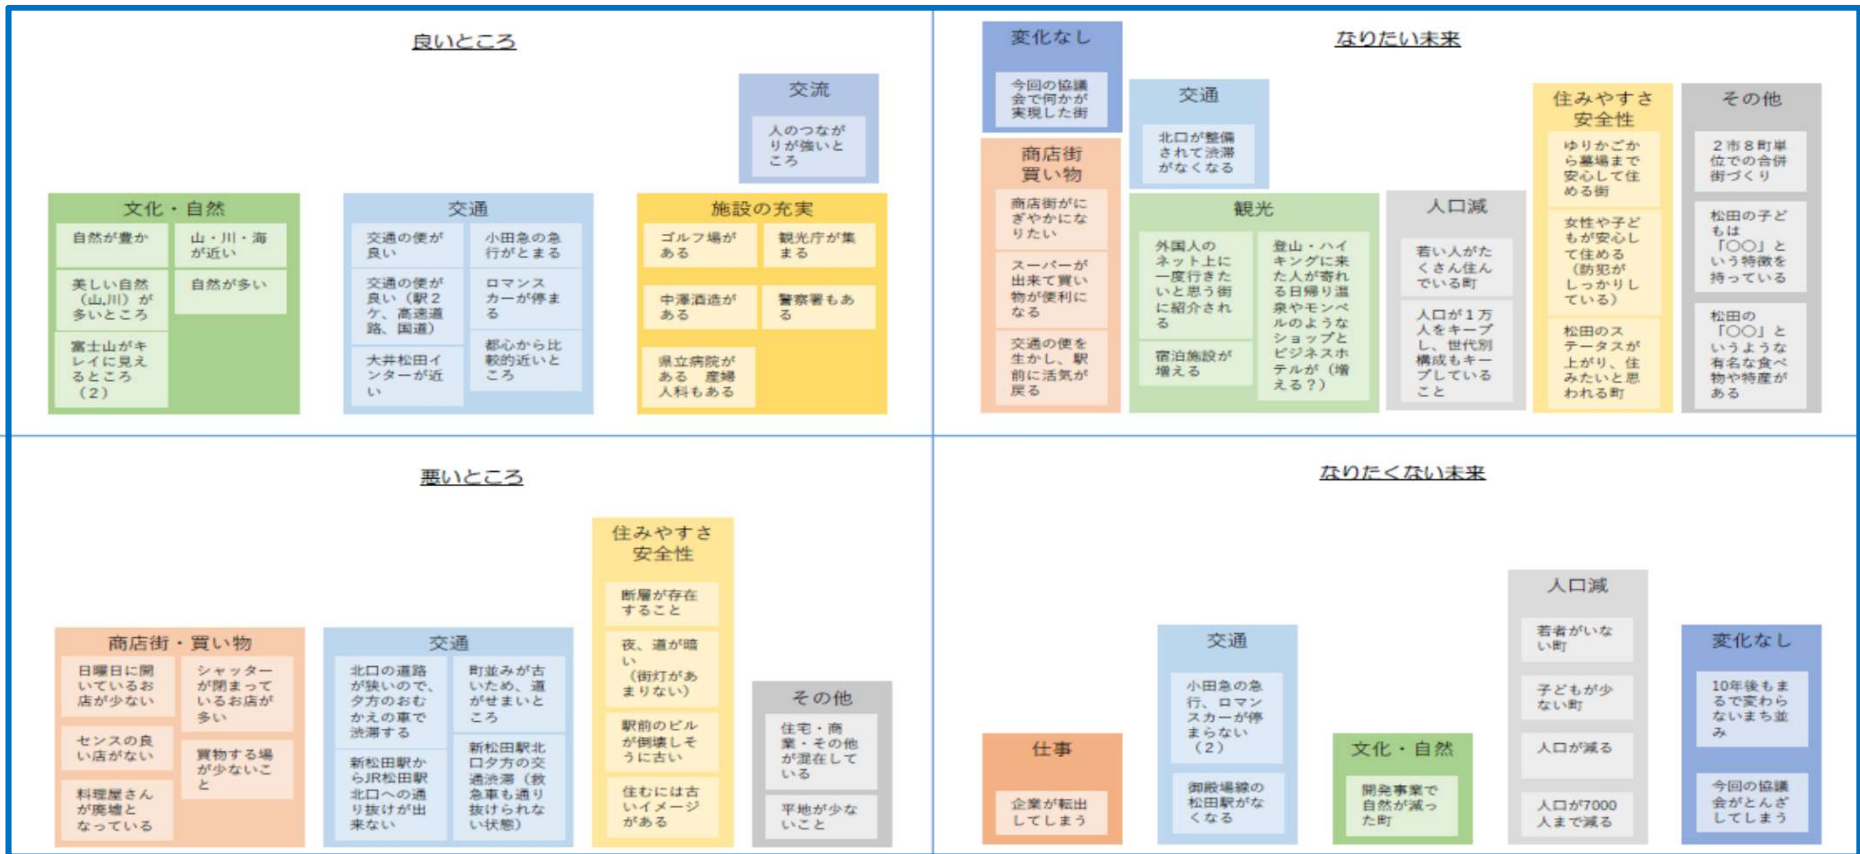 良いところ
交流
人のつなが
りが強いと
ころ
文化・自然
自然が豊か
美しい自然
（山,川）が
多いところ
富士山がキ
レイに見え
るところ
（２）
山・川・海
が近い
自然が多い
交通
交通の便が
良い
交通の便が
良い（駅２
ケ、高速道
路、国道）
大井松田イ
ンターが近
い
小田急の急
行がとまる
ロマンス
カーが停ま
る
都心から比
較的近いと
ころ
施設の充実
ゴルフ場が
ある
中澤酒造が
ある
県立病院が
ある　産婦
人科もある
観光庁が集
まる
警察署もあ
る
なりたい未来
変化なし
今回の協議
会で何かが
実現した街
商店街
買い物
商店街がに
ぎやかにな
りたい
スーパーが
出来て買い
物が便利に
なる
交通の便を
生かし、駅
前に活気が
戻る
交通
北口が整備
されて渋滞
がなくなる
観光
外国人の
ネット上に
一度行きた
いと思う街
に紹介され
る
宿泊施設が
増える
登山・ハイ
キングに来
た人が寄れ
る日帰り温
泉やモンベ
ルのような
ショップと
ビジネスホ
テルが（増
える？）
人口減
若い人がた
くさん住ん
でいる町
人口が１万
人をキープ
し、世代別
構成もキー
プしている
こと
住みやすさ
安全性
ゆりかごか
ら墓場まで
安心して住
める街
女性や子ど
もが安心し
て住める
（防犯が
しっかりし
ている）
松田のス
テータスが
上がり、住
みたいと思
われる町
その他
２市８町単
位での合併
街づくり
松田の子ど
もは
「〇〇」と
いう特徴を
持っている
松田の
「〇〇」と
いうような
有名な食べ
物や特産が
ある
悪いところ
商店街・買い物
日曜日に開
いているお
店が少ない
センスの良
い店がない
料理屋さん
が廃墟と
なっている
シャッター
が閉まって
いるお店が
多い
買物する場
が少ないこ
と
交通
北口の道路
が狭いので、
夕方のおむ
かえの車で
渋滞する
新松田駅か
らJR松田駅
北口への通
り抜けが出
来ない
町並みが古
いため、道
がせまいと
ころ
新松田駅北
口夕方の交
通渋滞（救
急車も通り
抜けられな
い状態）
住みやすさ
安全性
断層が存在
すること
夜、道が暗
い
（街灯があ
まりない）
駅前のビル
が倒壊しそ
うに古い
住むには古
いイメージ
がある
その他
住宅・商
業・その他
が混在して
いる
平地が少な
いこと
なりたくない未来
仕事
企業が転出
してしまう
交通
小田急の急
行、ロマン
スカーが停
まらない
（２）
御殿場線の
松田駅がな
くなる
文化・自然
開発事業で
自然が減っ
た町
人口減
若者がいな
い町
子どもが少
ない町
人口が減る
人口が7000
人まで減る
変化なし
10年後もま
るで変わら
ないまち並
み
今回の協議
会がとんざ
してしまう